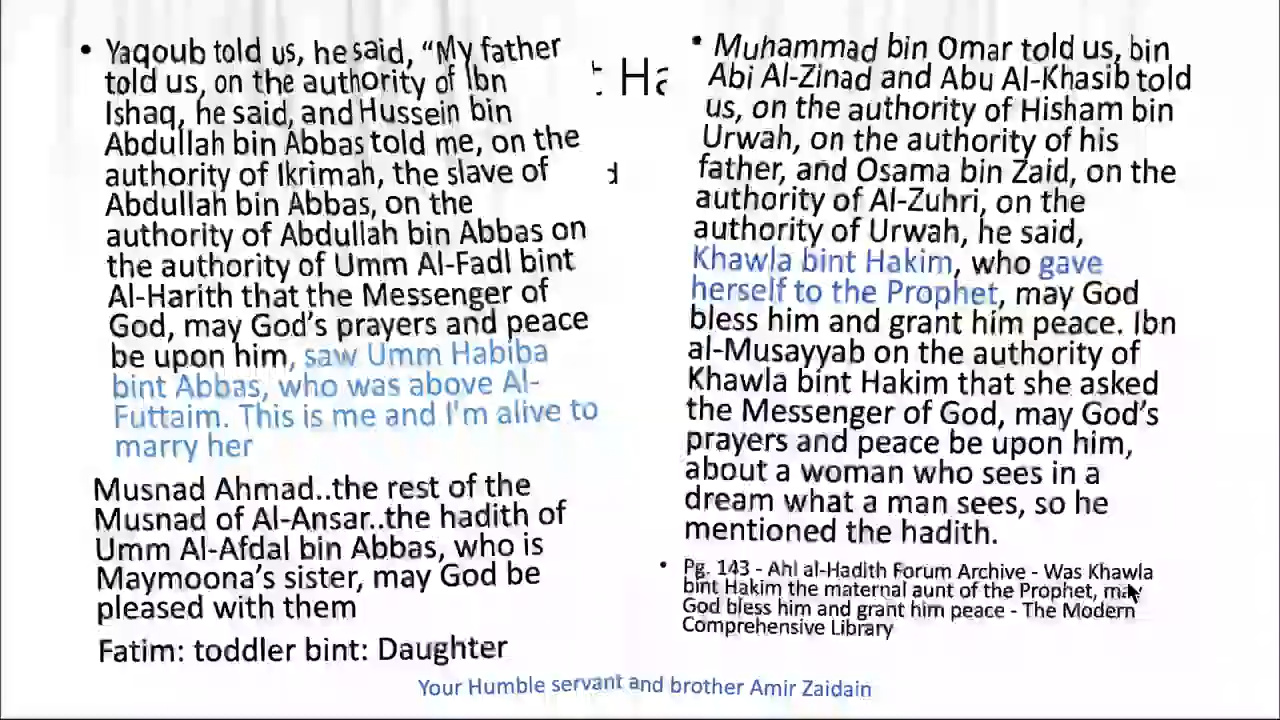 • Yaqoub told us, he said, “My father
told us, on the authority of Ibn
Ishaq, he said, and Hussein bin
Abdullah bin Abbas told me, on the
authority of Ikrimah, the slave of
Abdullah bin Abbas, on the
authority of Abdullah bin Abbas on
the authority of Umm Al-Fadl bint
Al-Harith that the Messenger of
God, may God’s prayers and peace
be upon him, saw Umm Habiba
bint Abbas, who was above Al-
Futtaim. This is me and I'm alive to
marry her
Musnad Ahmad..the rest of the
Musnad of Al-Ansar..the hadith of
Umm Al-Afdal bin Abbas, who is
Maymoona’s sister, may God be
pleased with them
Fatim: toddler bint: Daughter
• Muhammad bin Omar told us, bin
Abi Al-Zinad and Abu Al-Khasib told
us, on the authority of Hisham bin
Urwah, on the authority of his
father, and Osama bin Zaid, on the
authority of Al-Zuhri, on the
authority of Urwah, he said,
Khawla bint Hakim, who gave
herself to the Prophet, may God
bless him and grant him peace. Ibn
al-Musayyab on the authority of
Khawla bint Hakim that she asked
the Messenger of God, may God’s
prayers and peace be upon him,
about a woman who sees in a
dream what a man sees, so he
mentioned the hadith.
• Pg. 143 - Ahl al-Hadith Forum Archive - Was Khawla
bint Hakim the maternal aunt of the Prophet, may
God bless him and grant him peace - The Modern
Comprehensive Library
Your Humble servant and brother Amir Zaidain